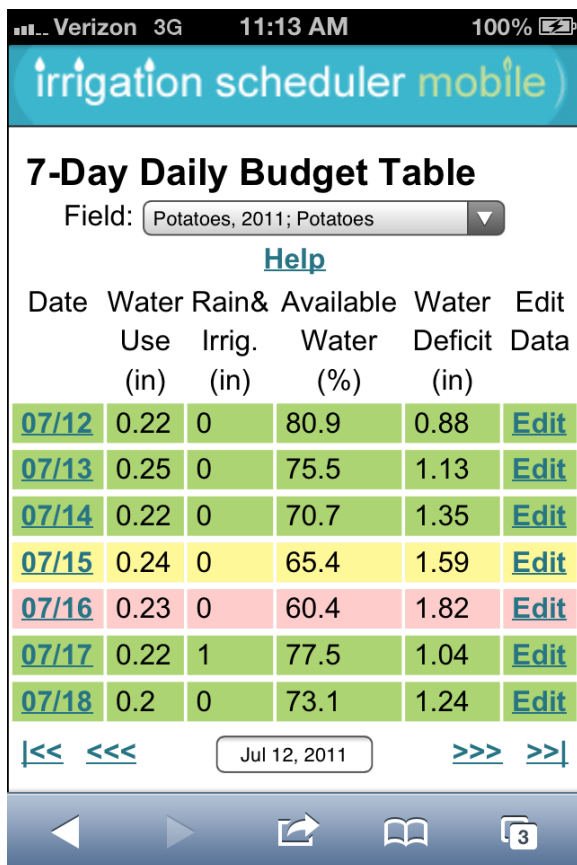 Verizon 3G 11:13 AM 100%
irrigation scheduler mobile
7-Day Daily Budget Table
Field: Potatoes, 2011; Potatoes
Help
Date Water Rain& Available Water Edit
Use Irrig. Water Deficit Data
(in) (in) (%) (in)
07/12 0.22 0 80.9 0.88 Edit
07/13 0.25 0 75.5 1.13 Edit
07/14 0.22 0 70.7 1.35 Edit
07/15 0.24 0 65.4 1.59 Edit
07/16 0.23 0 60.4 1.82 Edit
07/17 0.22 1 77.5 1.04 Edit
07/18 0.2 0 73.1 1.24 Edit
|<< <<< Jul 12, 2011 >>> >>|
3